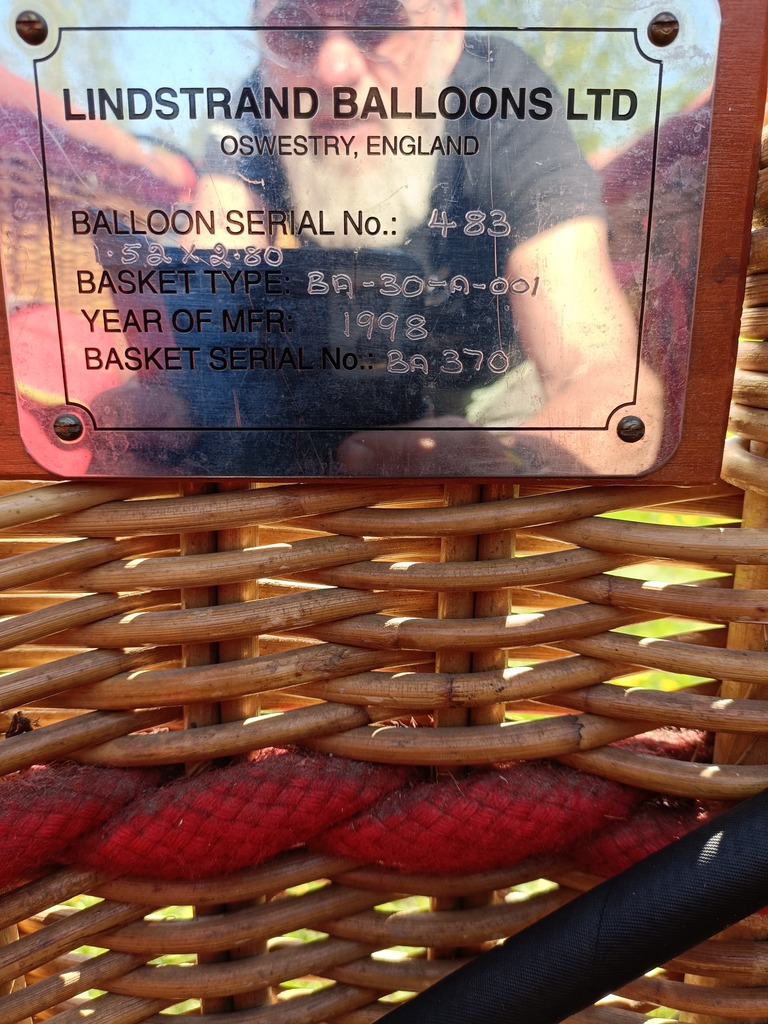 LINDSTRAND BALLOONS LTD
OSWESTRY, ENGLAND
BALLOON SERIAL No.: 483
.52 x 2.80
BASKET TYPE: BA-30-A-001
YEAR OF MFR: 1998
BASKET SERIAL No.: BA 370